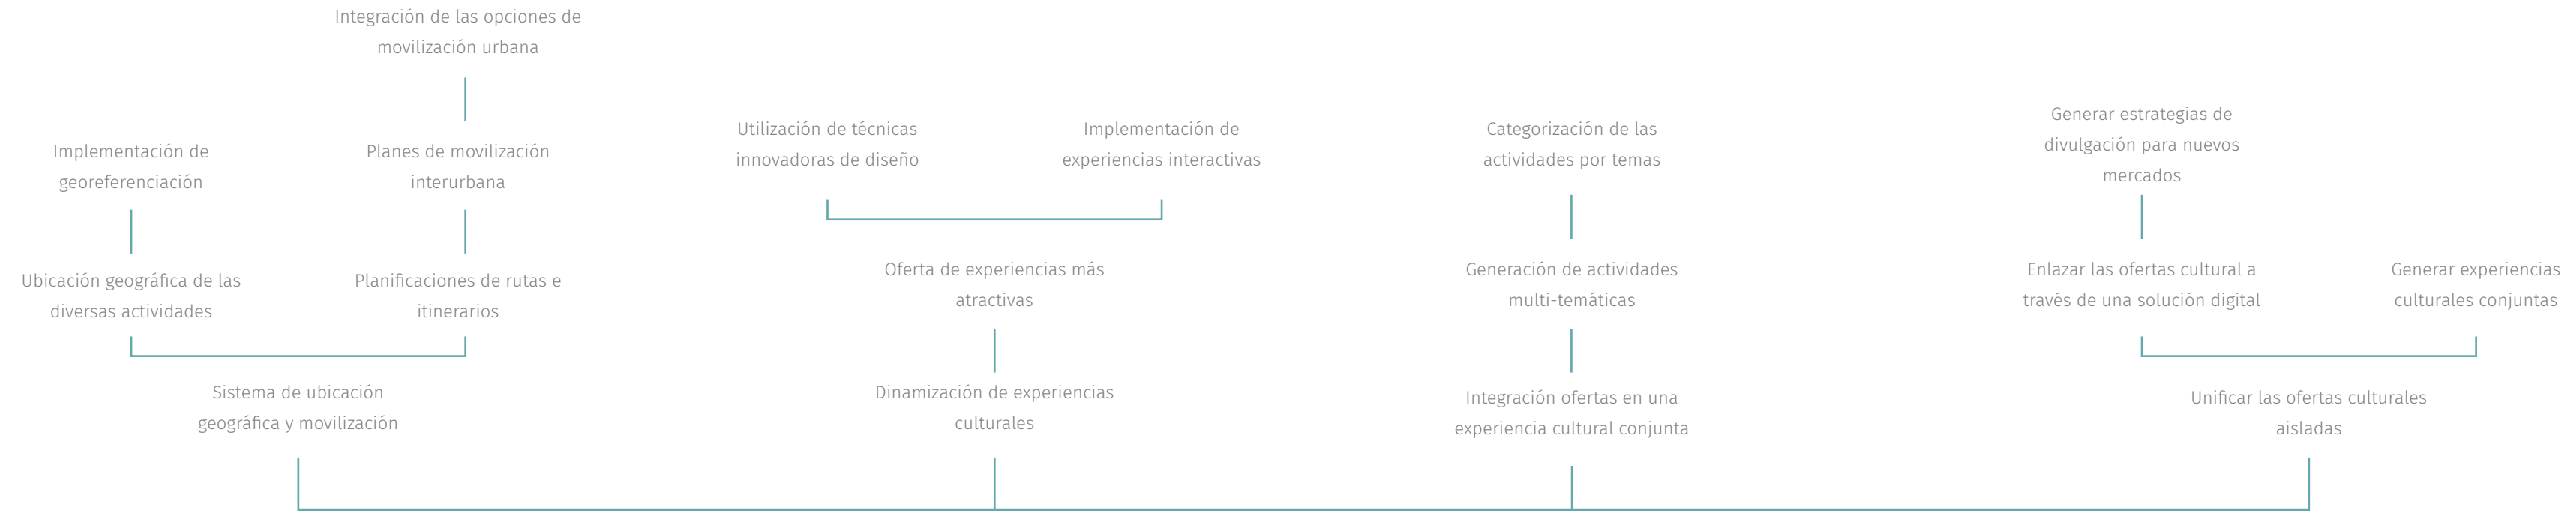 Integración de las opciones de
movilización urbana
Implementación de
georeferenciación
Planes de movilización
interurbana
Utilización de técnicas
innovadoras de diseño
Implementación de
experiencias interactivas
Categorización de las
actividades por temas
Generar estrategias de
divulgación para nuevos
mercados
Ubicación geográfica de las
diversas actividades
Planificaciones de rutas e
itinerarios
Oferta de experiencias más
atractivas
Generación de actividades
multi-temáticas
Enlazar las ofertas cultural a
través de una solución digital
Generar experiencias
culturales conjuntas
Sistema de ubicación
geográfica y movilización
Dinamización de experiencias
culturales
Integración ofertas en una
experiencia cultural conjunta
Unificar las ofertas culturales
aisladas